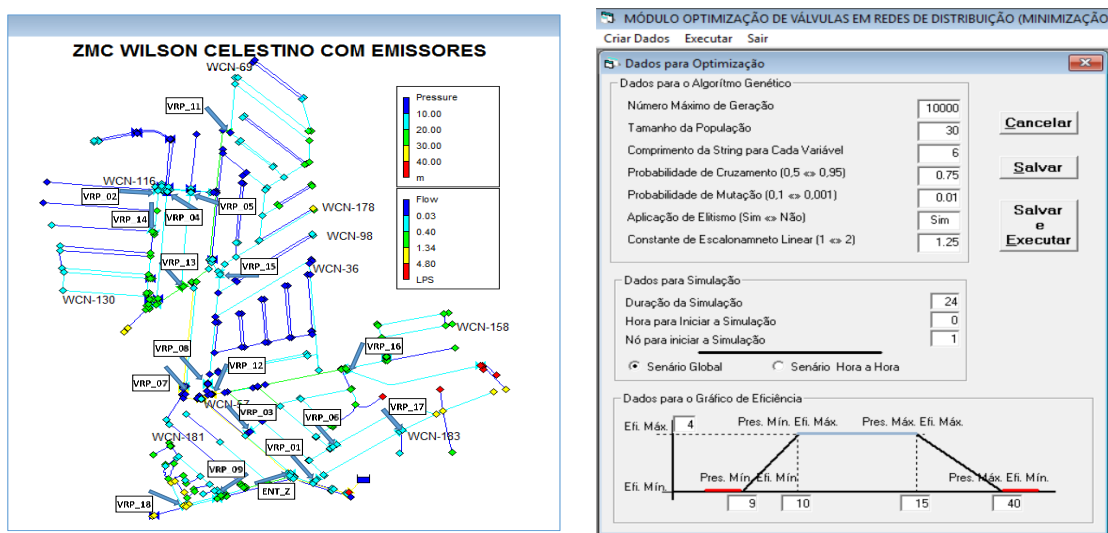 ZMC WILSON CELESTINO COM EMISSORES
WCN-69
VRP_11
WCN-116
VRP_02
VRP_14
VRP_04
VRP_05
WCN-178
WCN-98
VRP_13
VRP_15
WCN-36
WCN-130
WCN-158
VRP_08
VRP_16
VRP_12
VRP_07
WCN-57
VRP_03
VRP_06
VRP_17
WCN-183
WCN-181
VRP_01
VRP_09
ENT_Z
VRP_18
Pressure
10.00
20.00
30.00
40.00
m
Flow
0.03
0.40
1.34
4.80
LPS
MÓDULO OPTIMIZAÇÃO DE VÁLVULAS EM REDES DE DISTRIBUIÇÃO (MINIMIZAÇÃO
Criar Dados Executar Sair
Dados para Optimização
Dados para o Algorítmo Genético
Número Máximo de Geração 10000
Tamanho da População 30
Comprimento da String para Cada Variável 6
Probabilidade de Cruzamento (0,5 <=> 0,95) 0.75
Probabilidade de Mutação (0,1 <=> 0,001) 0.01
Aplicação de Elitismo (Sim <=> Não) Sim
Constante de Escalonamneto Linear (1 <=> 2) 1.25
Cancelar
Salvar
Salvar
e
Executar
Dados para Simulação
Duração da Simulação 24
Hora para Iniciar a Simulação 0
Nó para iniciar a Simulação 1
Senário Global Senário Hora a Hora
Dados para o Gráfico de Eficiência
Efi. Máx. 4 Pres. Mín. Efi. Máx. Pres. Máx. Efi. Máx.
Efi. Mín. Pres. Mín. Efi. Mín. Pres. Máx. Efi. Mín.
9 10 15 40